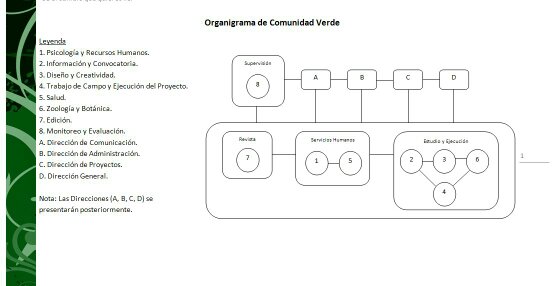 Organigrama de Comunidad Verde
Leyenda
1. Psicología y Recursos Humanos.
2. Información y Convocatoria.
3. Diseño y Creatividad.
4. Trabajo de Campo y Ejecución del Proyecto.
5. Salud.
6. Zoología y Botánica.
7. Edición.
8. Monitoreo y Evaluación.
A. Dirección de Comunicación.
B. Dirección de Administración.
C. Dirección de Proyectos.
D. Dirección General.
Nota: Las Direcciones (A, B, C, D) se
presentarán posteriormente.
Supervisión
8
A
B
C
D
Revista
7
Servicios Humanos
1
5
Estudio y Ejecución
2
3
6
4
1